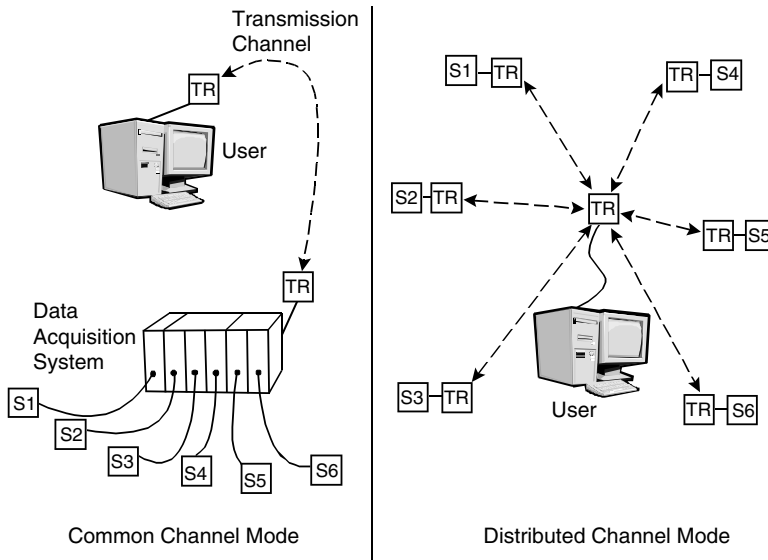 Transmission
Channel
TR
User
TR
Data
Acquisition
System
S1
S2
S3
S4
S5
S6
Common Channel Mode
S1 TR
TR S4
S2 TR
TR
TR S5
S3 TR
User
TR S6
Distributed Channel Mode